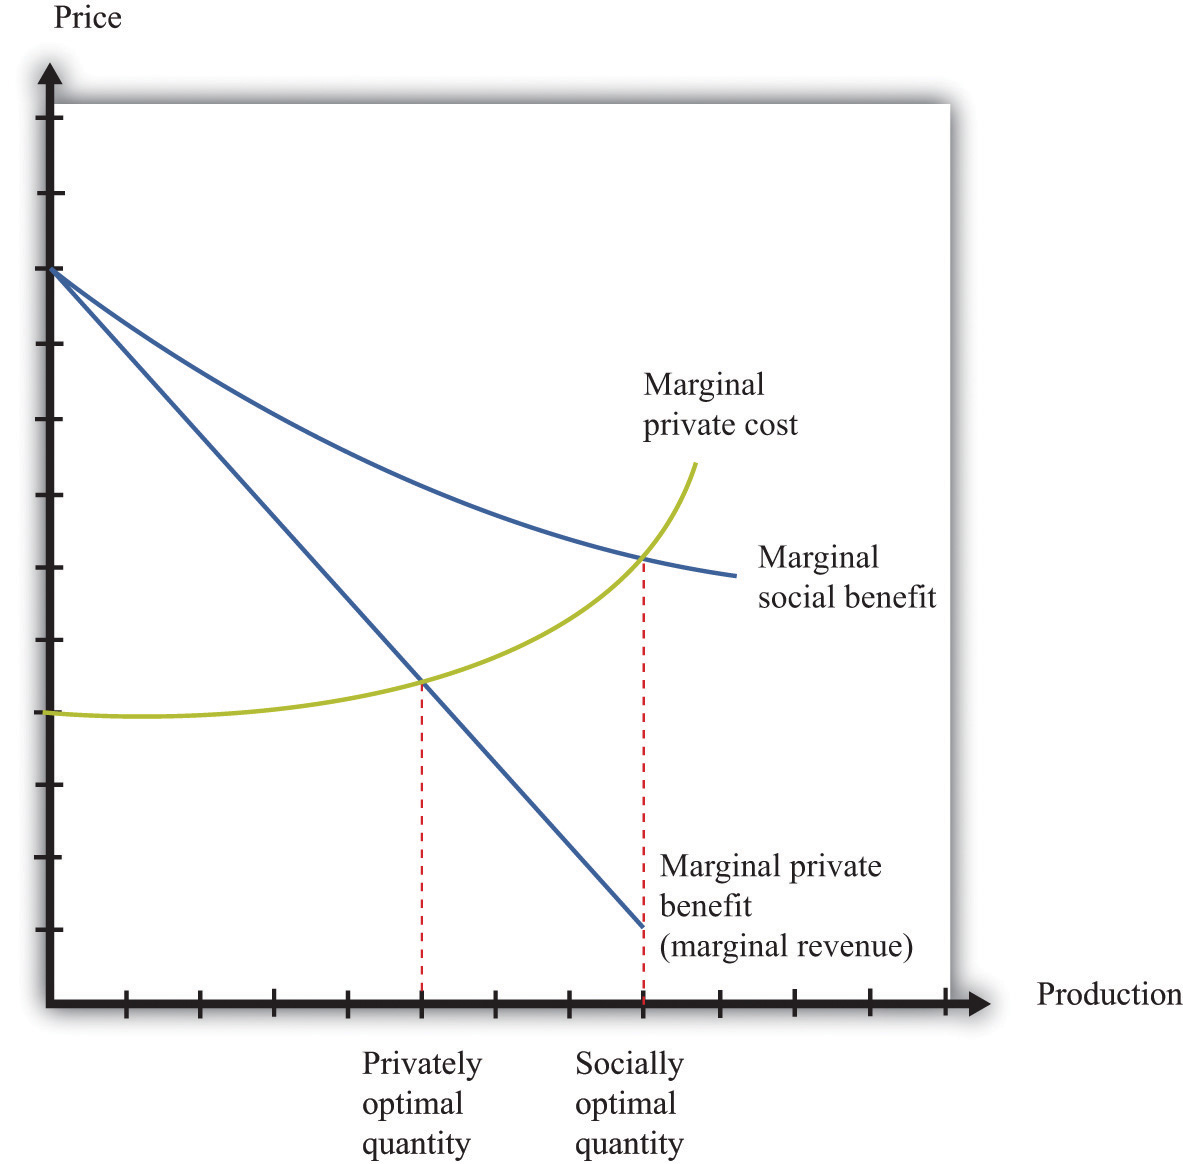 Price
Marginal
private cost
Marginal
social benefit
Marginal private
benefit
(marginal revenue)
Production
Privately
optimal
quantity
Socially
optimal
quantity